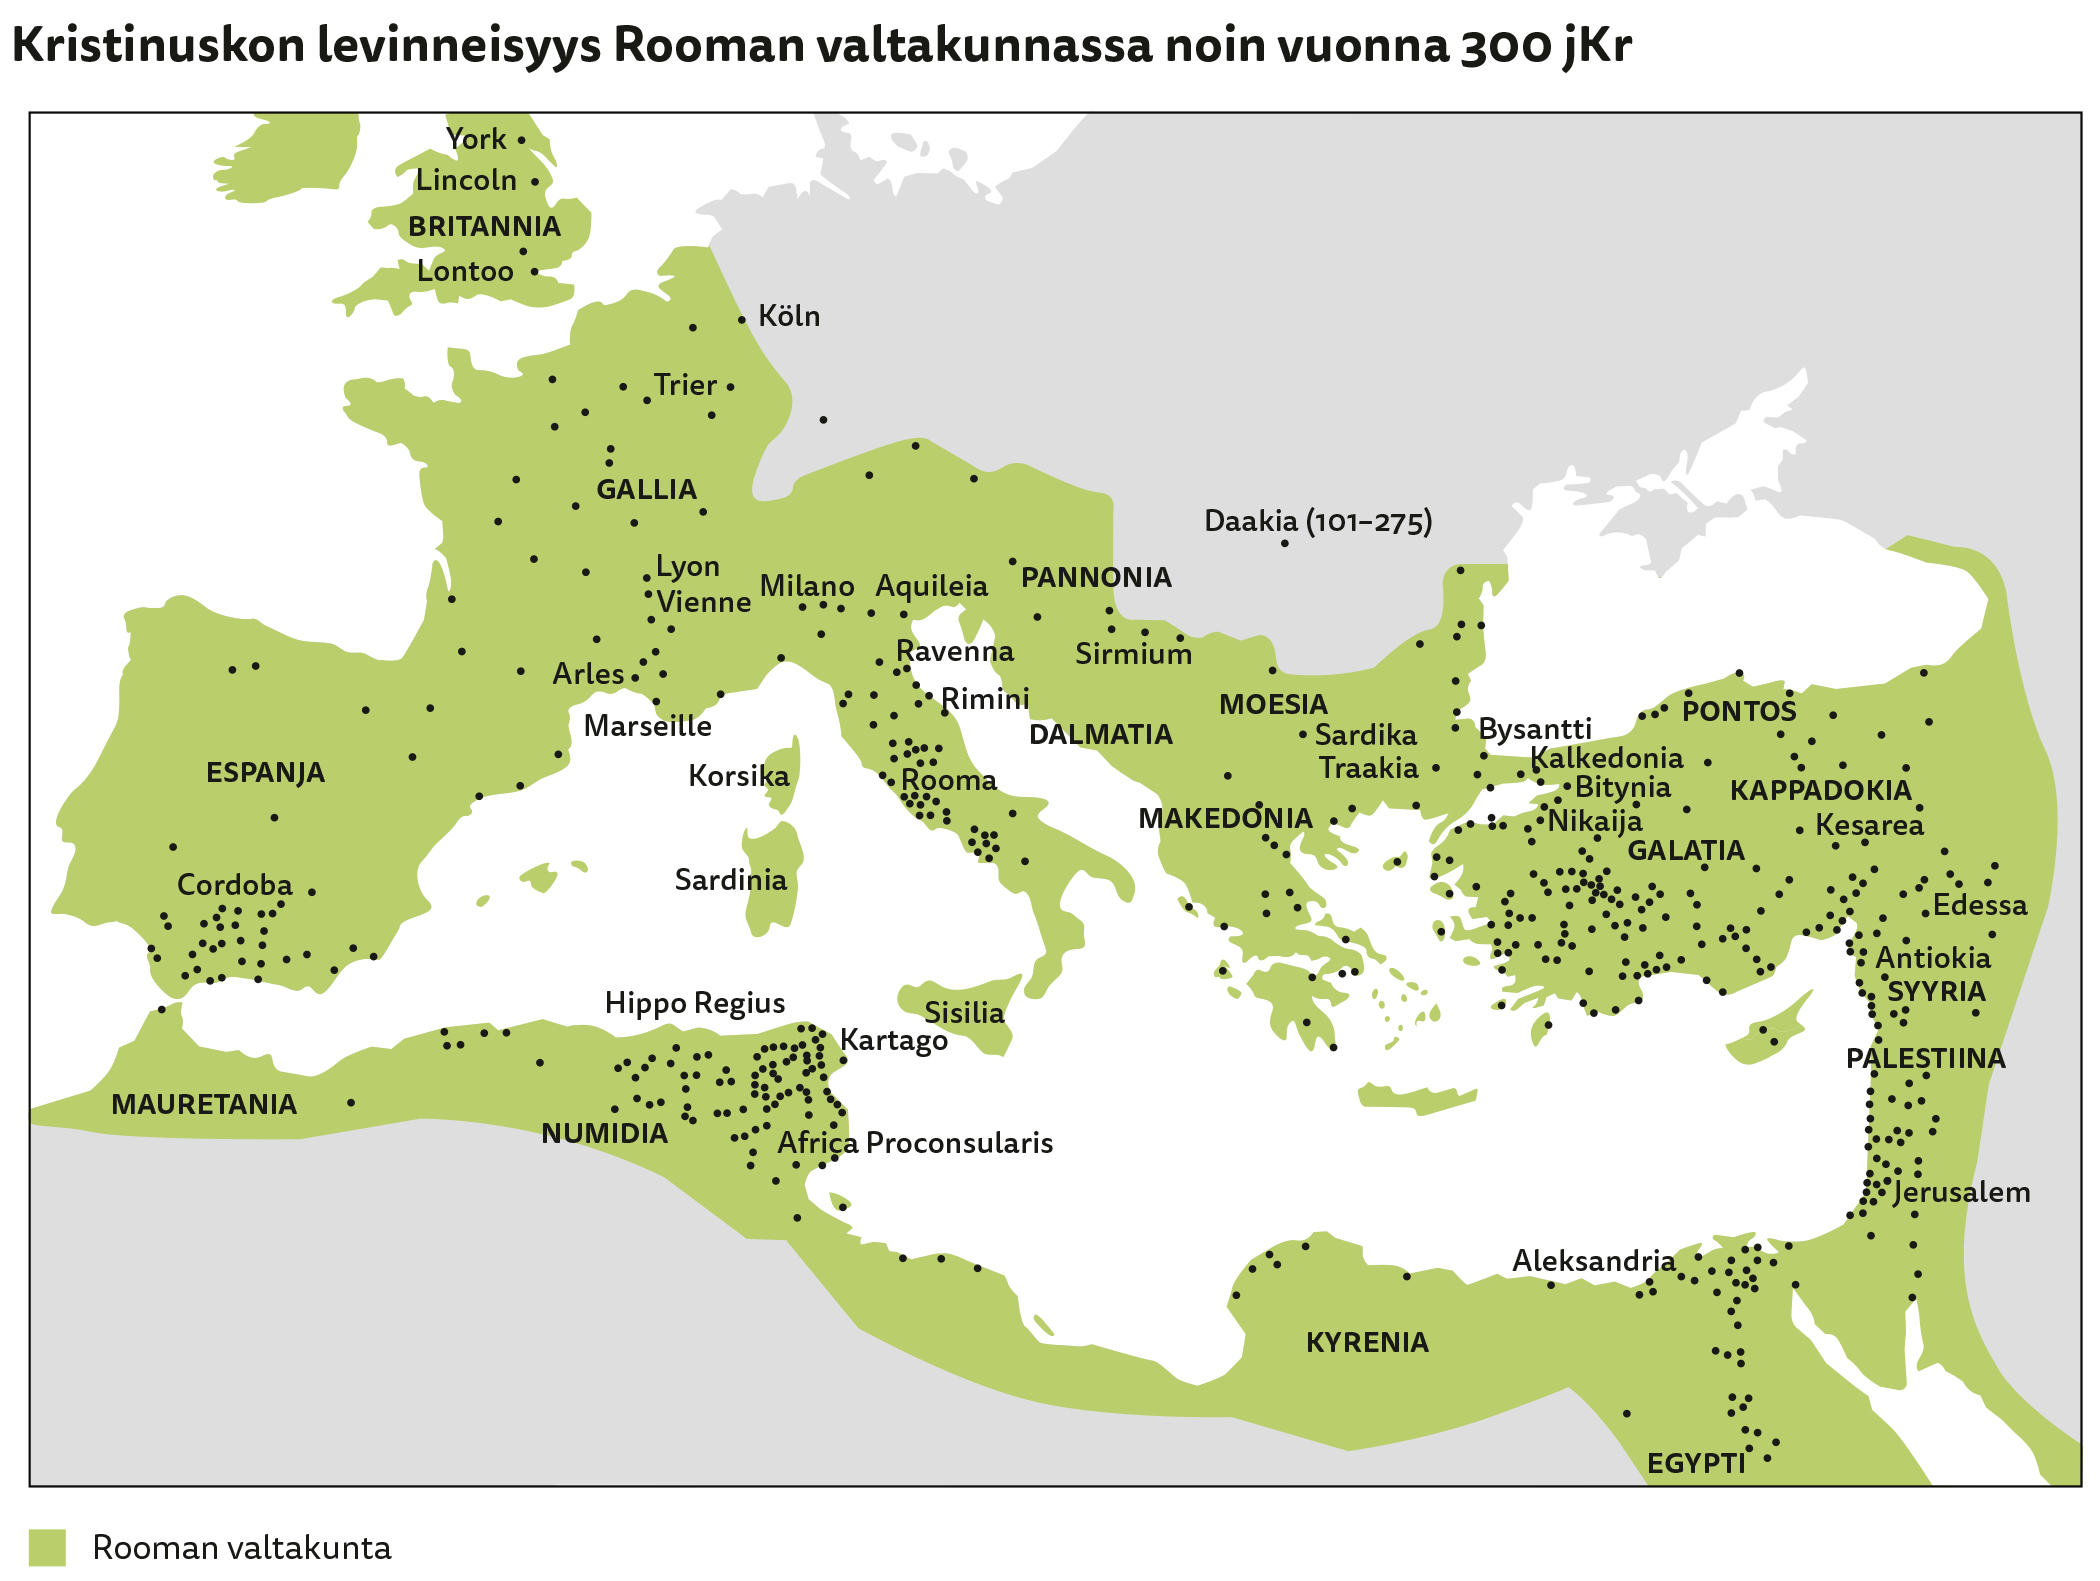 Kristinuskon levinneisyys Rooman valtakunnassa noin vuonna 300 jKr
York
Lincoln
BRITANNIA
Lontoo
Köln
Trier
GALLIA
Daakia (101–275)
Lyon
Milano
Aquileia
PANNONIA
Vienne
Ravenna
Sirmium
Arles
Rimini
MOESIA
PONTOS
Marseille
DALMATIA
Sardika
Bysantti
Kalkedonia
ESPANJA
Korsika
Rooma
Traakia
Bitynia
KAPPADOKIA
MAKEDONIA
Nikaija
Kesarea
GALATIA
Cordoba
Sardinia
Edessa
Antiokia
SYYRIA
Hippo Regius
Sisilia
Kartago
PALESTIINA
MAURETANIA
NUMIDIA
Africa Proconsularis
Jerusalem
Aleksandria
KYRENIA
EGYPTI
Rooman valtakunta